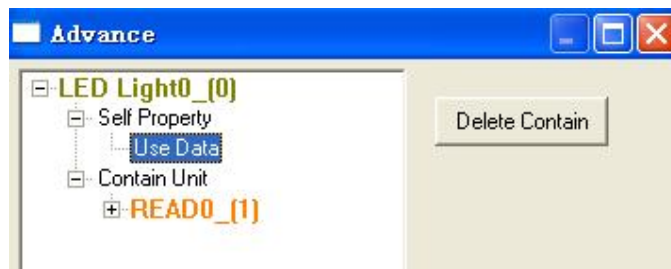 Advance
LED Light0_(0)
Self Property
Use Data
Contain Unit
READ0_(1)
Delete Contain